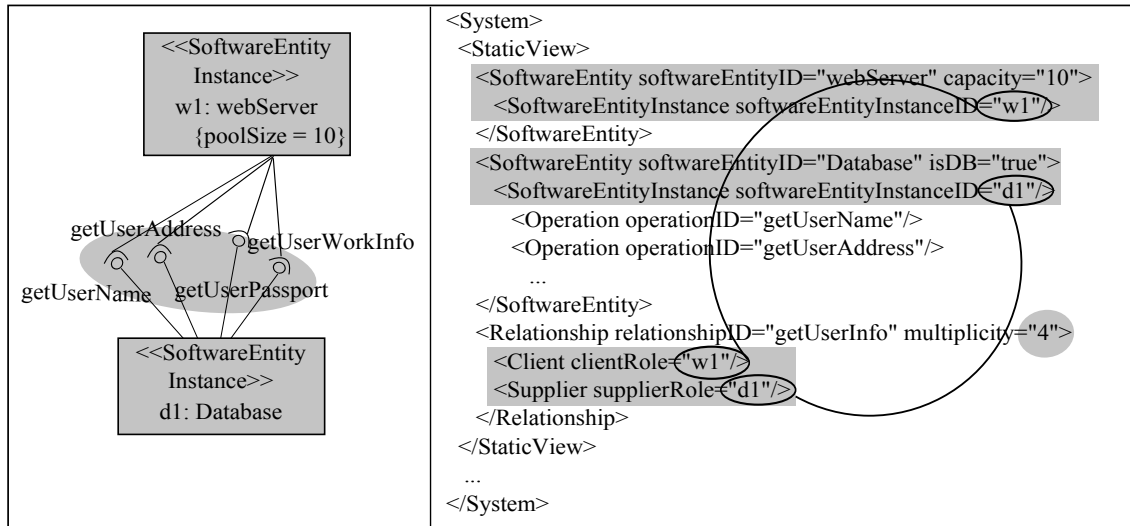 <<SoftwareEntity
Instance>>
w1: webServer
{poolSize = 10}
getUserAddress
getUserWorkInfo
getUserName
getUserPassport
<<SoftwareEntity
Instance>>
d1: Database
<System>
<StaticView>
<SoftwareEntity softwareEntityID="webServer" capacity="10">
<SoftwareEntityInstance softwareEntityInstanceID="w1"/>
</SoftwareEntity>
<SoftwareEntity softwareEntityID="Database" isDB="true">
<SoftwareEntityInstance softwareEntityInstanceID="d1"/>
<Operation operationID="getUserName"/>
<Operation operationID="getUserAddress"/>
...
</SoftwareEntity>
<Relationship relationshipID="getUserInfo" multiplicity="4">
<Client clientRole="w1"/>
<Supplier supplierRole="d1"/>
</Relationship>
</StaticView>
...
</System>